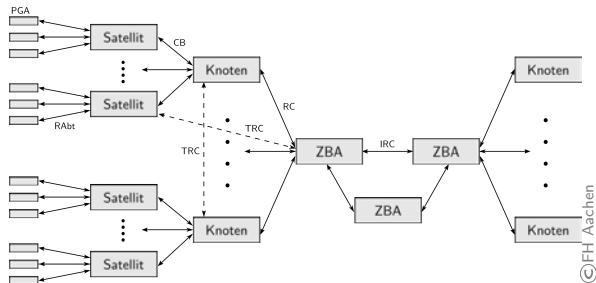 PGA
Satellit
CB
Knoten
Knoten
RC
Satellit
RAbt
TRC
TRC
ZBA
IRC
ZBA
ZBA
Satellit
Knoten
Knoten
Satellit
©FH Aachen